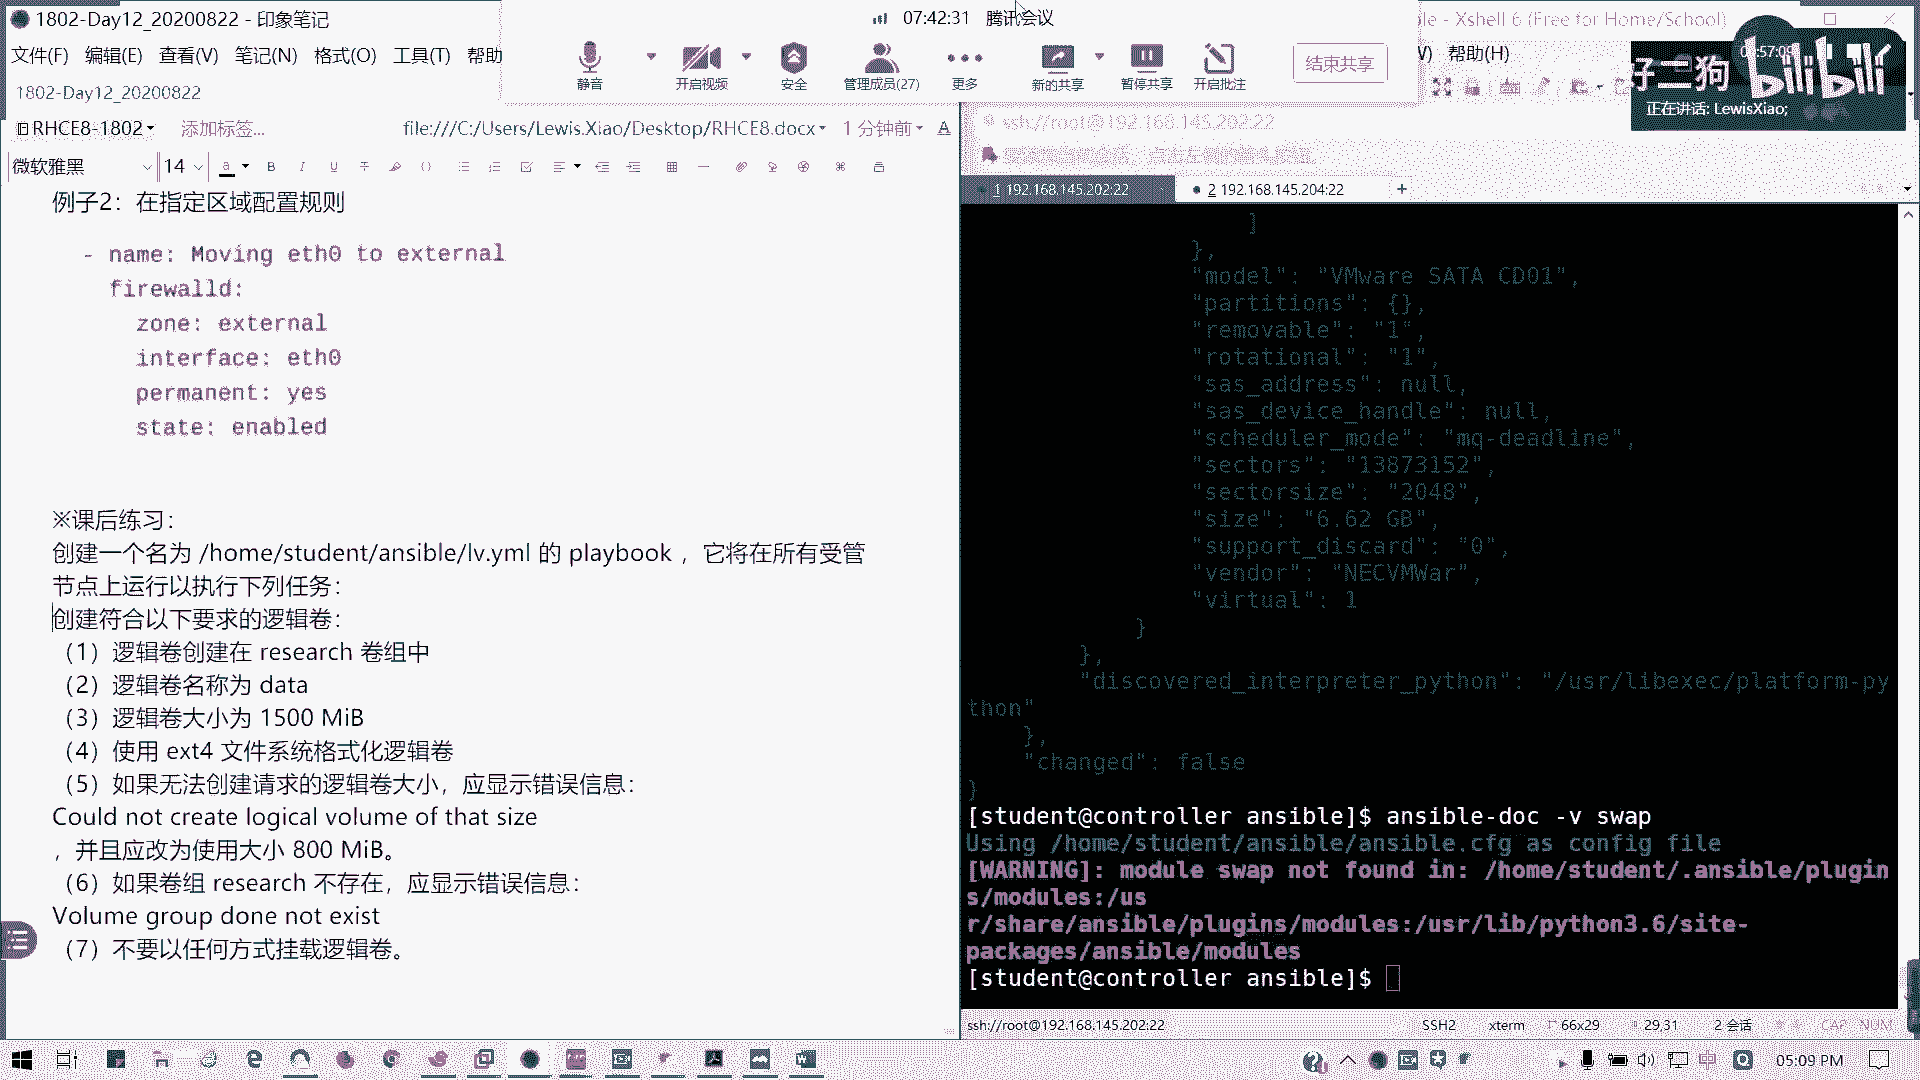 1802-Day12_20200822 - 印象笔记
文件(F) 编辑(E) 查看(V) 笔记(N) 格式(O) 工具(T) 帮助
1802-Day12_20200822
RHCE8-1802
添加标签...
file:///C:/Users/Lewis.Xiao/Desktop/RHCE8.docx
1 分钟前
微软雅黑
14
07:42:31 腾讯会议
静音
开启视频
安全
管理成员(27)
更多
新的共享
暂停共享
开启批注
结束共享
Xshell 6 (Free for Home/School)
帮助(H)
好二狗
bilibili
正在讲话: LewisXiao;
ssh://root@192.168.145.202:22
1 192.168.145.202:22
2 192.168.145.204:22
例子2：在指定区域配置规则
- name: Moving eth0 to external
firewalld:
zone: external
interface: eth0
permanent: yes
state: enabled
※课后练习：
创建一个名为 /home/student/ansible/lv.yml 的 playbook ，它将在所有受管
节点上运行以执行下列任务：
创建符合以下要求的逻辑卷：
（1）逻辑卷创建在 research 卷组中
（2）逻辑卷名称为 data
（3）逻辑卷大小为 1500 MiB
（4）使用 ext4 文件系统格式化逻辑卷
（5）如果无法创建请求的逻辑卷大小，应显示错误信息：
Could not create logical volume of that size
，并且应改为使用大小 800 MiB。
（6）如果卷组 research 不存在，应显示错误信息：
Volume group done not exist
（7）不要以任何方式挂载逻辑卷。
]
},
"model": "VMware SATA CD01",
"partitions": {},
"removable": "1",
"rotational": "1",
"sas_address": null,
"sas_device_handle": null,
"scheduler_mode": "mq-deadline",
"sectors": "13873152",
"sectorsize": "2048",
"size": "6.62 GB",
"support_discard": "0",
"vendor": "NECVMWar",
"virtual": 1
}
},
"discovered_interpreter_python": "/usr/libexec/platform-py
thon"
},
"changed": false
}
[student@controller ansible]$ ansible-doc -v swap
Using /home/student/ansible/ansible.cfg as config file
[WARNING]: module swap not found in: /home/student/.ansible/plugin
s/modules:/us
r/share/ansible/plugins/modules:/usr/lib/python3.6/site-
packages/ansible/modules
[student@controller ansible]$
ssh://root@192.168.145.202:22
SSH2
xterm
66x29
29,31
2 会话
CAP NUM
05:09 PM